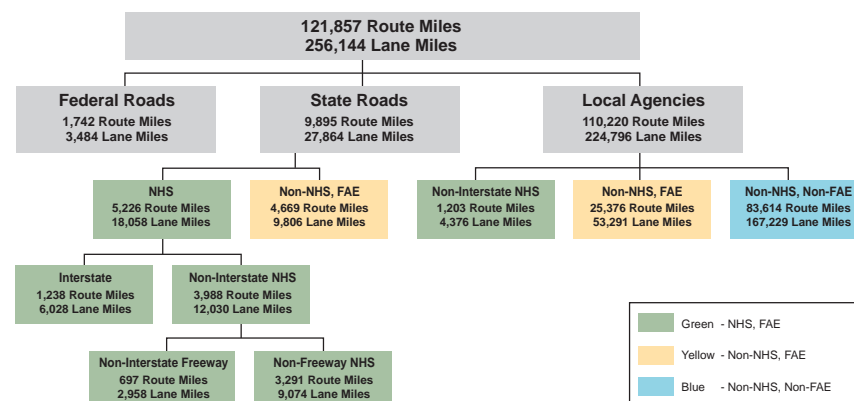 121,857 Route Miles
256,144 Lane Miles
Federal Roads
1,742 Route Miles
3,484 Lane Miles
State Roads
9,895 Route Miles
27,864 Lane Miles
Local Agencies
110,220 Route Miles
224,796 Lane Miles
NHS
5,226 Route Miles
18,058 Lane Miles
Non-NHS, FAE
4,669 Route Miles
9,806 Lane Miles
Non-Interstate NHS
1,203 Route Miles
4,376 Lane Miles
Non-NHS, FAE
25,376 Route Miles
53,291 Lane Miles
Non-NHS, Non-FAE
83,614 Route Miles
167,229 Lane Miles
Interstate
1,238 Route Miles
6,028 Lane Miles
Non-Interstate NHS
3,988 Route Miles
12,030 Lane Miles
Non-Interstate Freeway
697 Route Miles
2,958 Lane Miles
Non-Freeway NHS
3,291 Route Miles
9,074 Lane Miles
Green - NHS, FAE
Yellow - Non-NHS, FAE
Blue - Non-NHS, Non-FAE